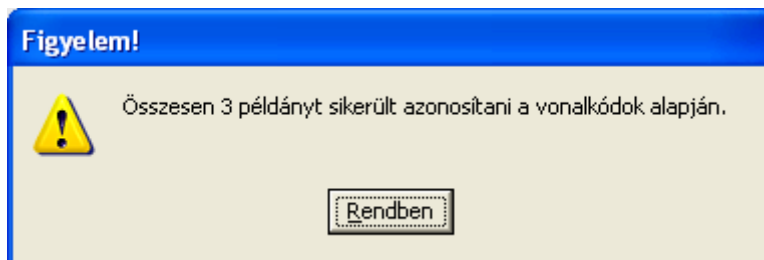 Figyelem!
Összesen 3 példányt sikerült azonosítani a vonalkódok alapján.
Rendben